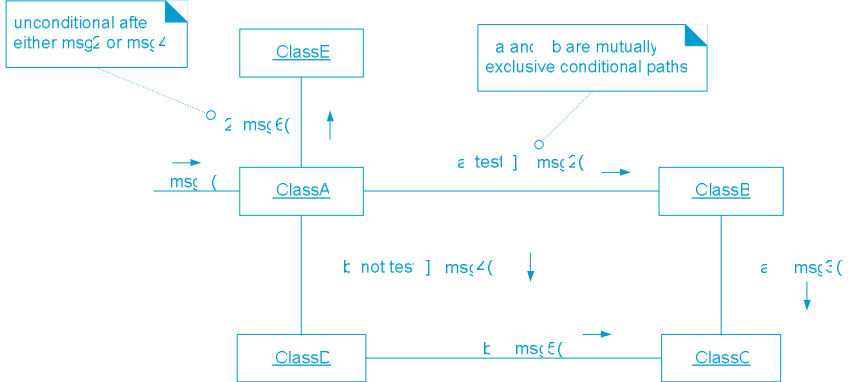 unconditional afte
either msg2 or msg4
ClassE
a and b are mutually
exclusive conditional paths
2 msg6(
a test ] msg2(
msg (
ClassA
ClassB
b not test ] msg4(
a msg3(
b msg5(
ClassD
ClassC